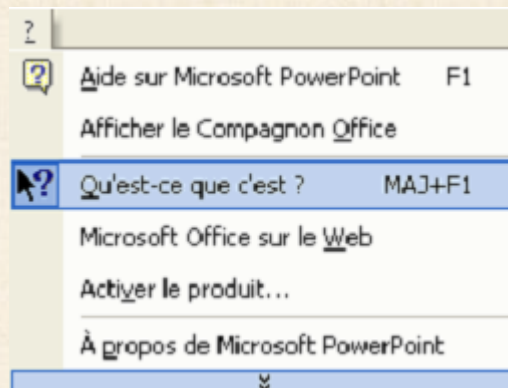 ?
Aide sur Microsoft PowerPoint F1
Afficher le Compagnon Office
Qu'est-ce que c'est ? MAJ+F1
Microsoft Office sur le Web
Activer le produit...
À propos de Microsoft PowerPoint